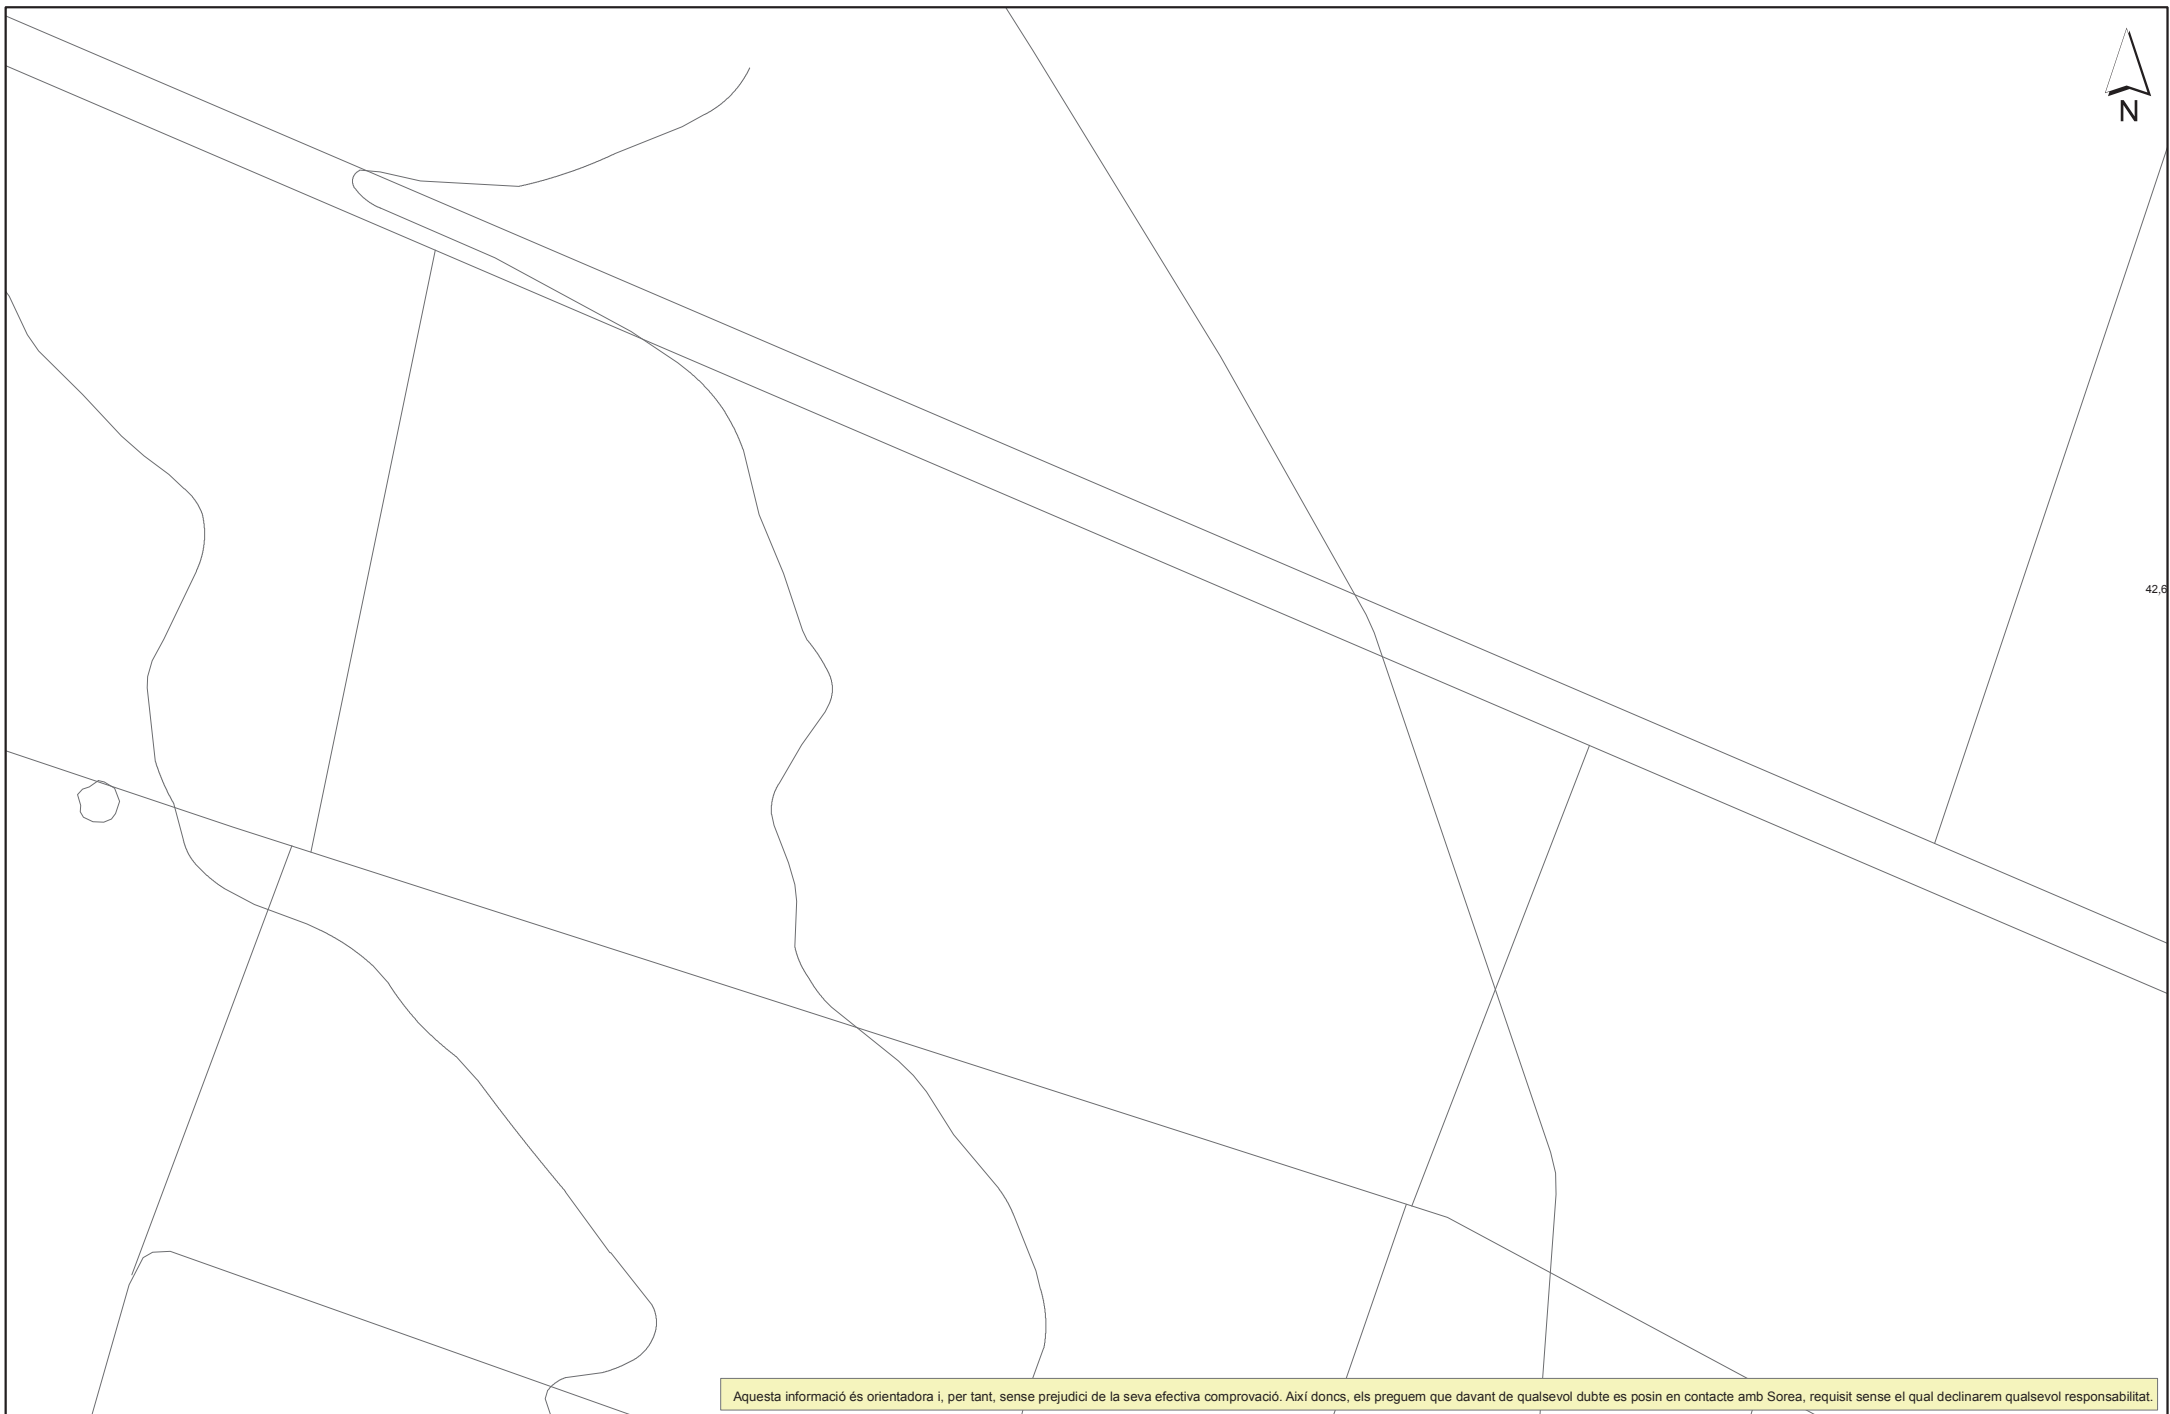 N
42,6
Aquesta informació és orientadora i, per tant, sense prejudici de la seva efectiva comprovació. Així doncs, els preguem que davant de qualsevol dubte es posin en contacte amb Sorea, requisit sense el qual declinarem qualsevol responsabilitat.